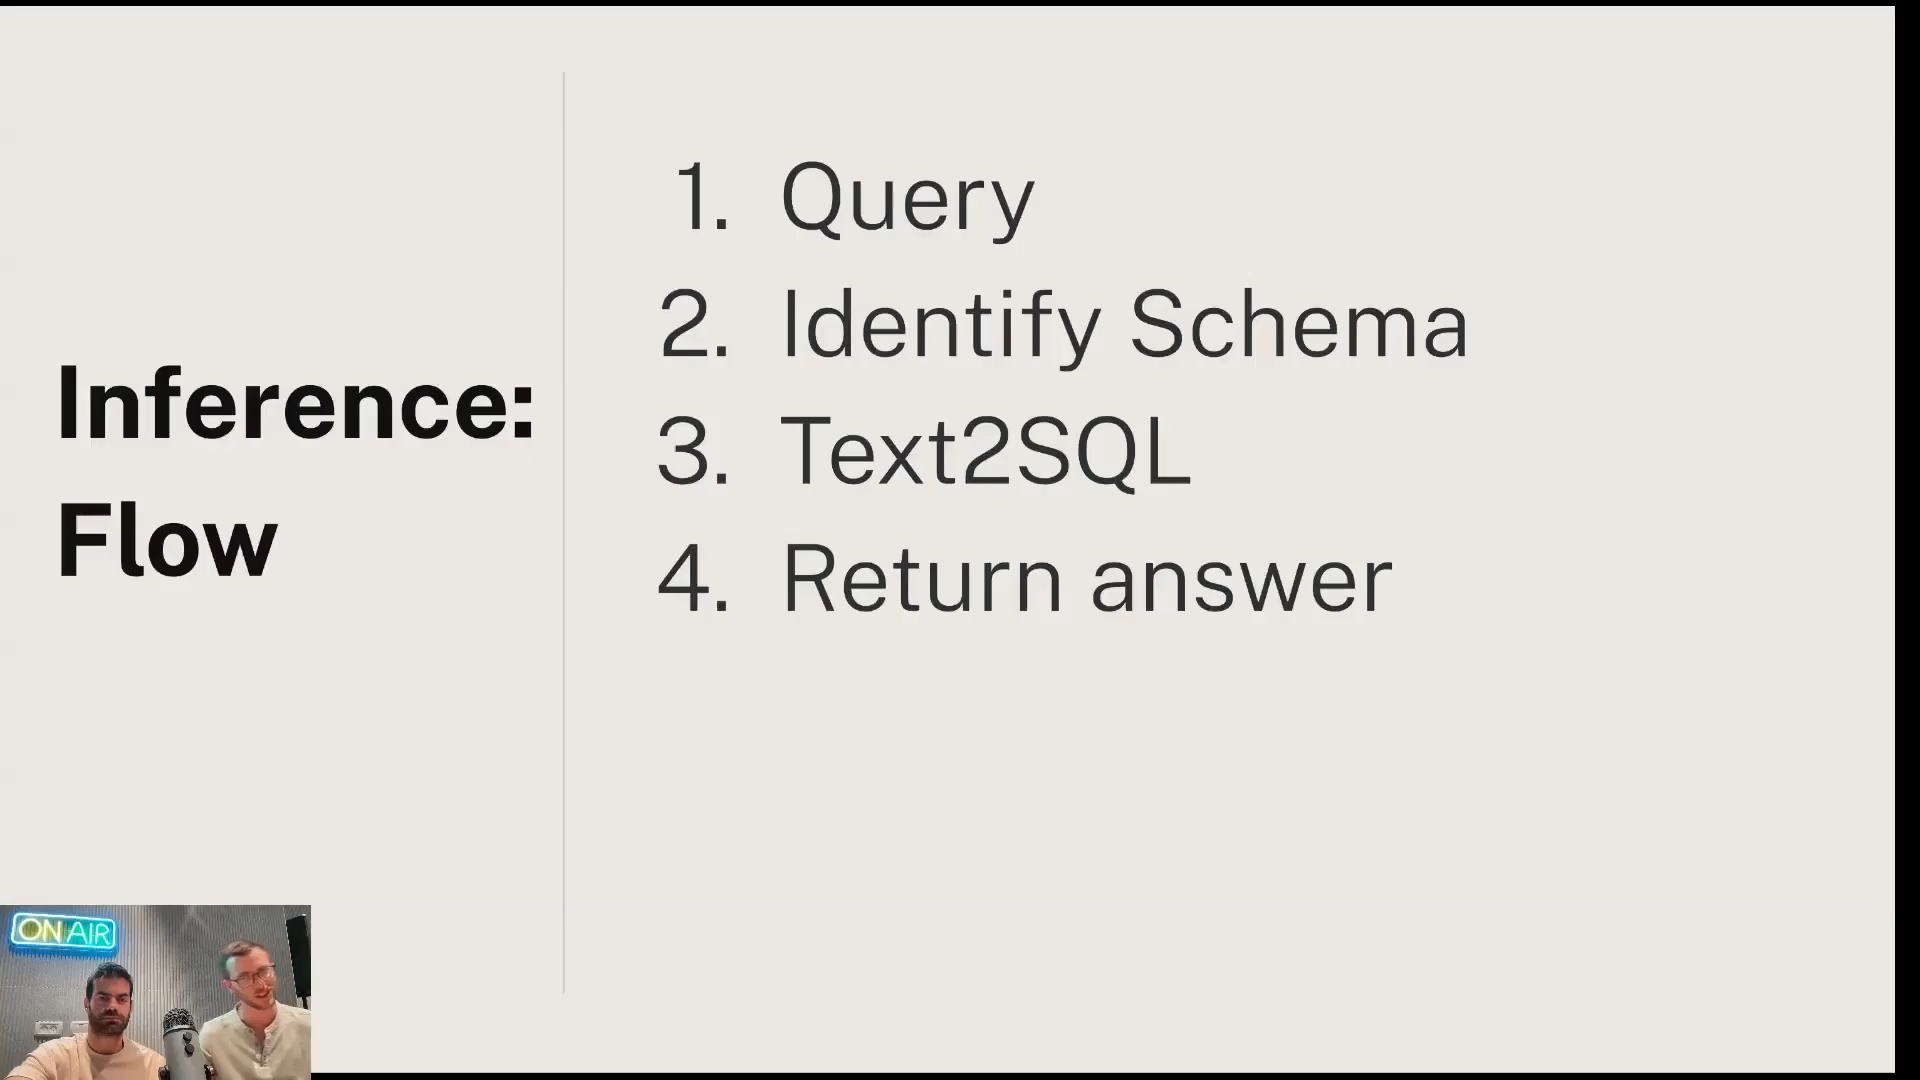 Inference:
Flow
1. Query
2. Identify Schema
3. Text2SQL
4. Return answer
ON AIR